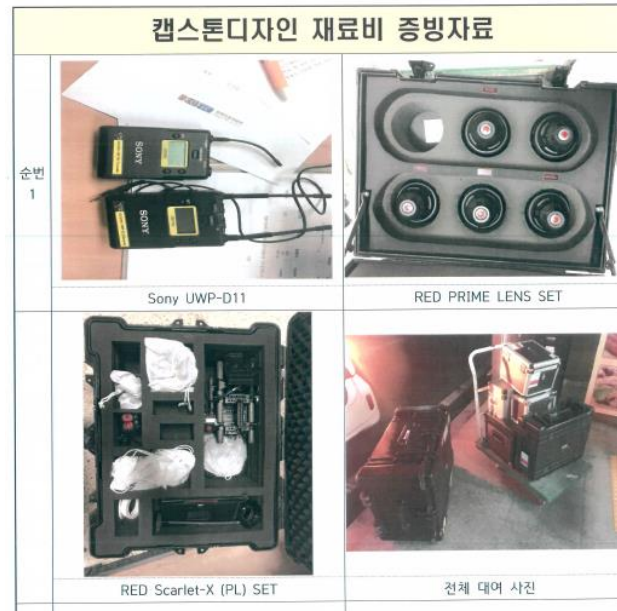 캡스톤디자인 재료비 증빙자료
순번
1
SONY
SONY
Sony UWP-D11
RED PRIME LENS SET
RED Scarlet-X (PL) SET
전체 대여 사진